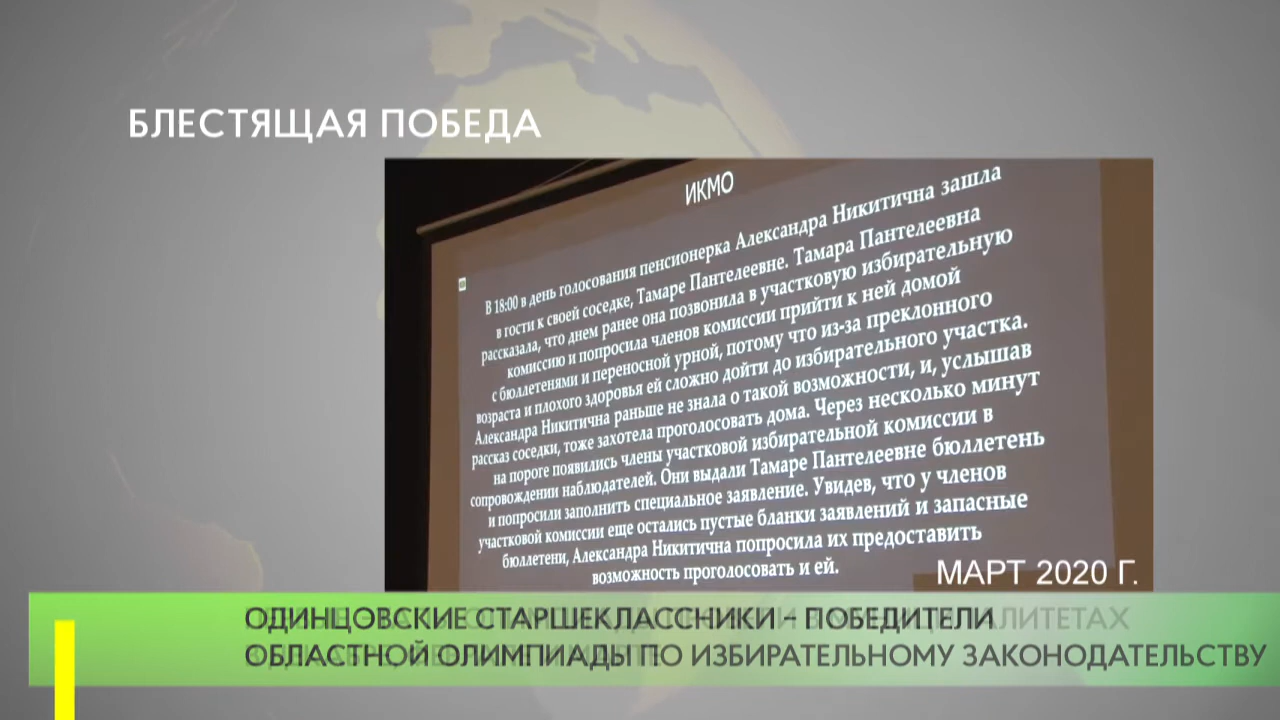 БЛЕСТЯЩАЯ ПОБЕДА
ИКМО
В 18:00 в день голосования пенсионерка Александра Никитична зашла
в гости к своей соседке, Тамаре Пантелеевне. Тамара Пантелеевна
рассказала, что днем ранее она позвонила в участковую избирательную
комиссию и попросила членов комиссии прийти к ней домой
с бюллетенями и переносной урной, потому что из-за преклонного
возраста и плохого здоровья ей сложно дойти до избирательного участка.
Александра Никитична раньше не знала о такой возможности, и, услышав
рассказ соседки, тоже захотела проголосовать дома. Через несколько минут
на пороге появились члены участковой избирательной комиссии в
сопровождении наблюдателей. Они выдали Тамаре Пантелеевне бюллетень
и попросили заполнить специальное заявление. Увидев, что у членов
участковой комиссии еще остались пустые бланки заявлений и запасные
бюллетени, Александра Никитична попросила их предоставить
возможность проголосовать и ей.
МАРТ 2020 Г.
ОДИНЦОВСКИЕ СТАРШЕКЛАССНИКИ – ПОБЕДИТЕЛИ
ОБЛАСТНОЙ ОЛИМПИАДЫ ПО ИЗБИРАТЕЛЬНОМУ ЗАКОНОДАТЕЛЬСТВУ